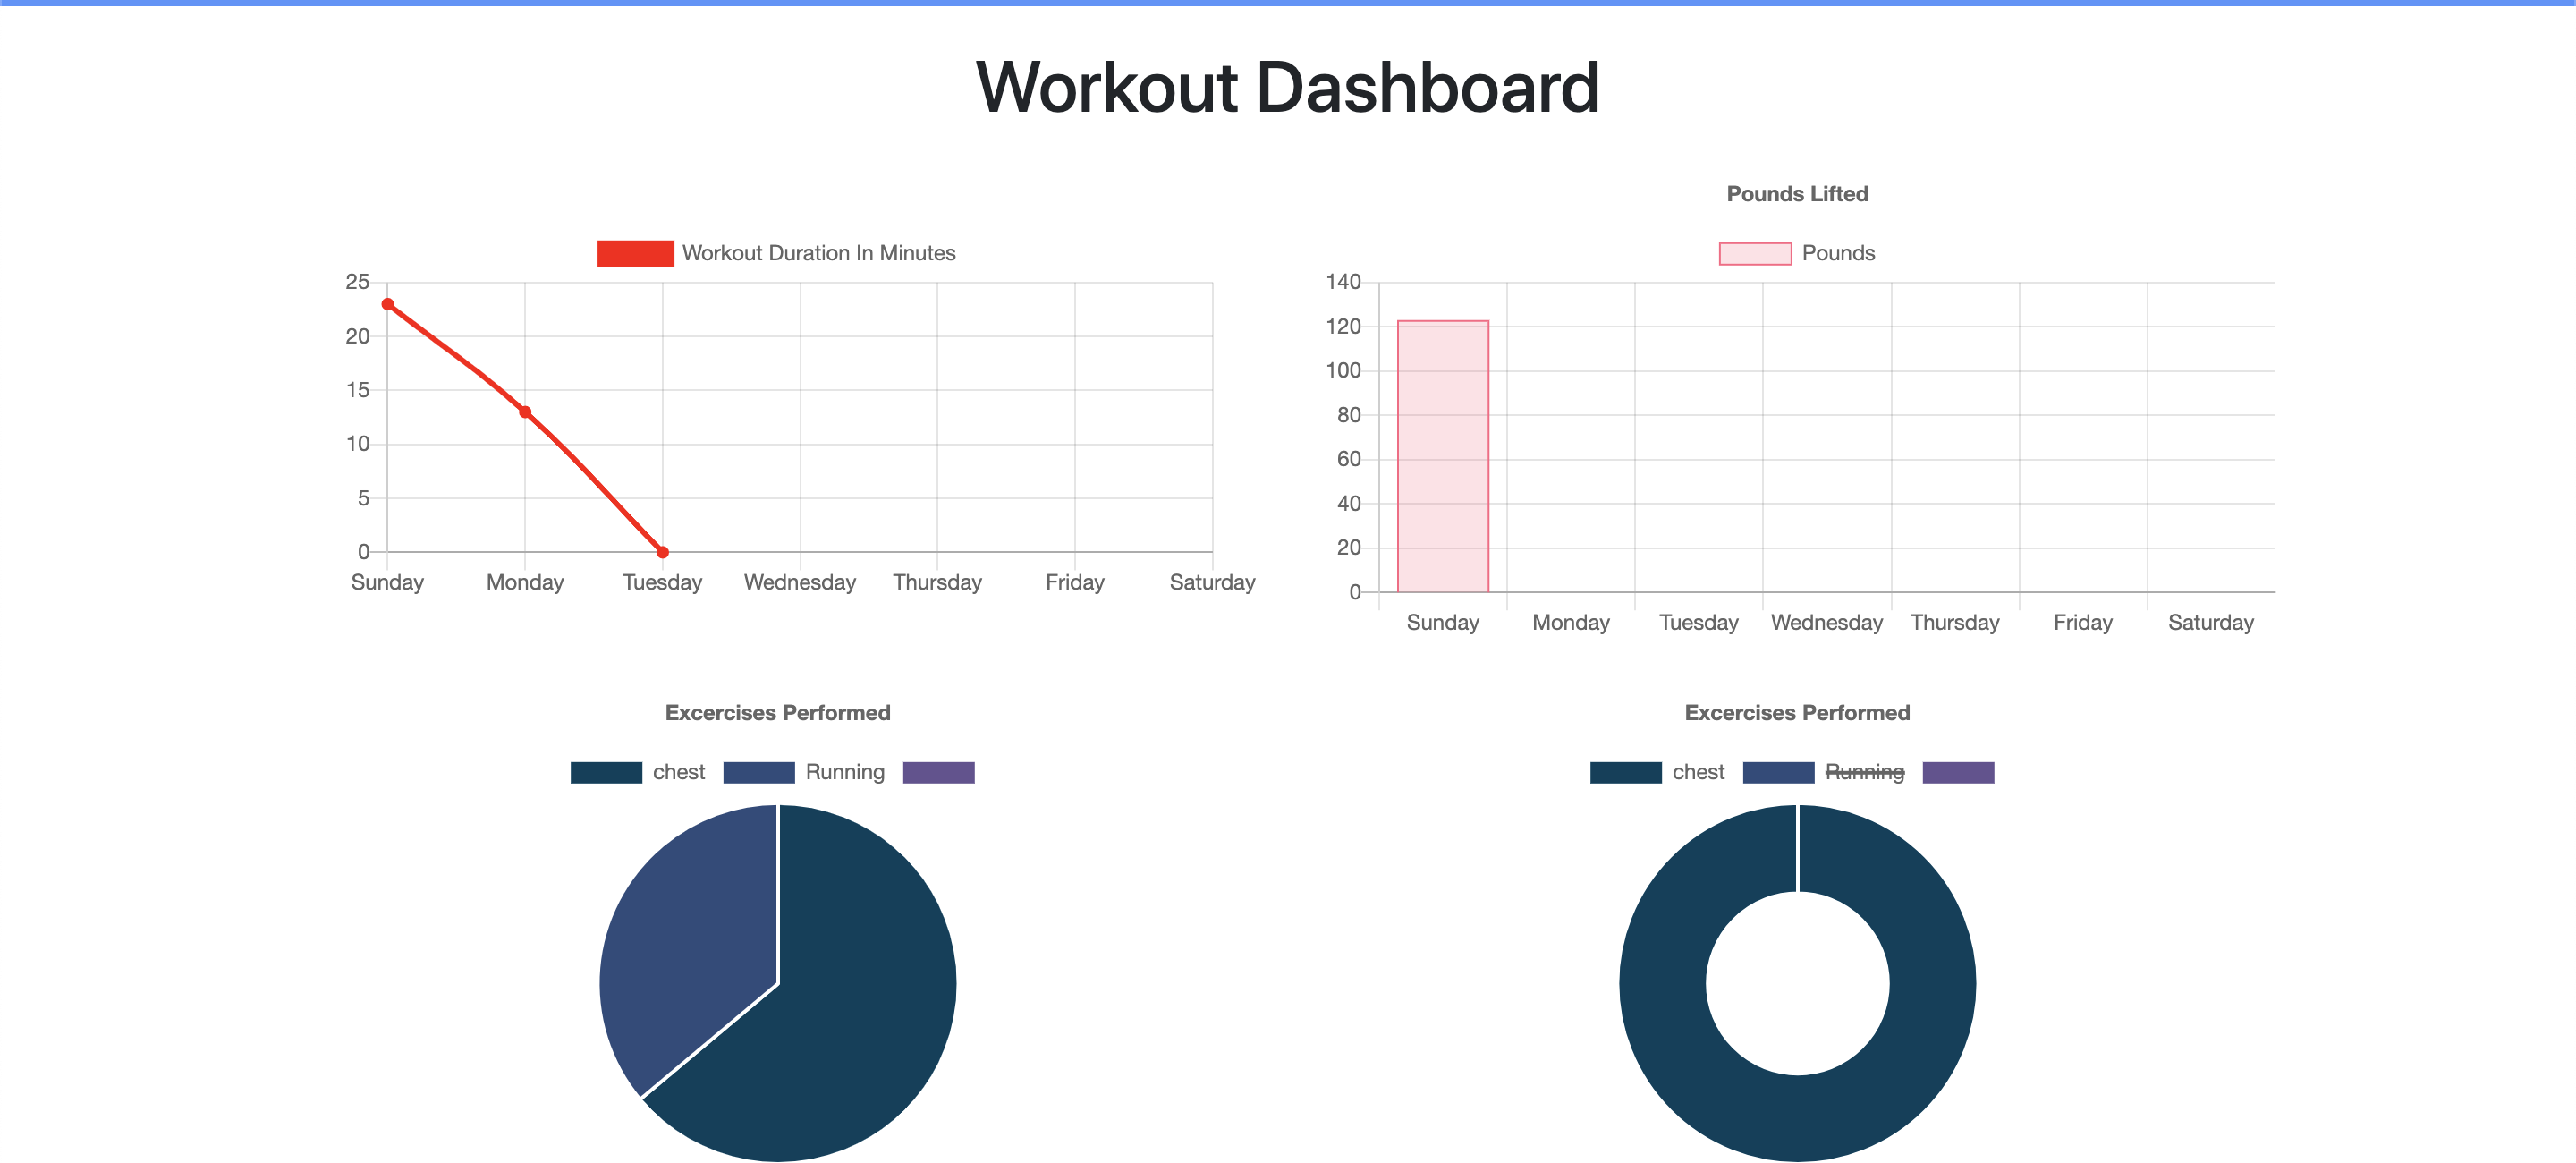 Workout Dashboard
Workout Duration In Minutes
25
20
15
10
5
0
Sunday Monday Tuesday Wednesday Thursday Friday Saturday
Pounds Lifted
Pounds
140
120
100
80
60
40
20
0
Sunday Monday Tuesday Wednesday Thursday Friday Saturday
Excercises Performed
chest Running
Excercises Performed
chest Running